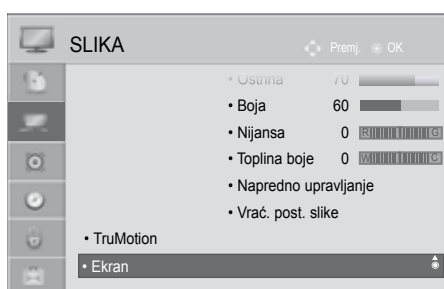 SLIKA Premj. OK
• Oštrina 70
• Boja 60
• Nijansa 0 R G
• Toplina boje 0 W C
• Napredno upravljanje
• Vrać. post. slike
• TruMotion
• Ekran